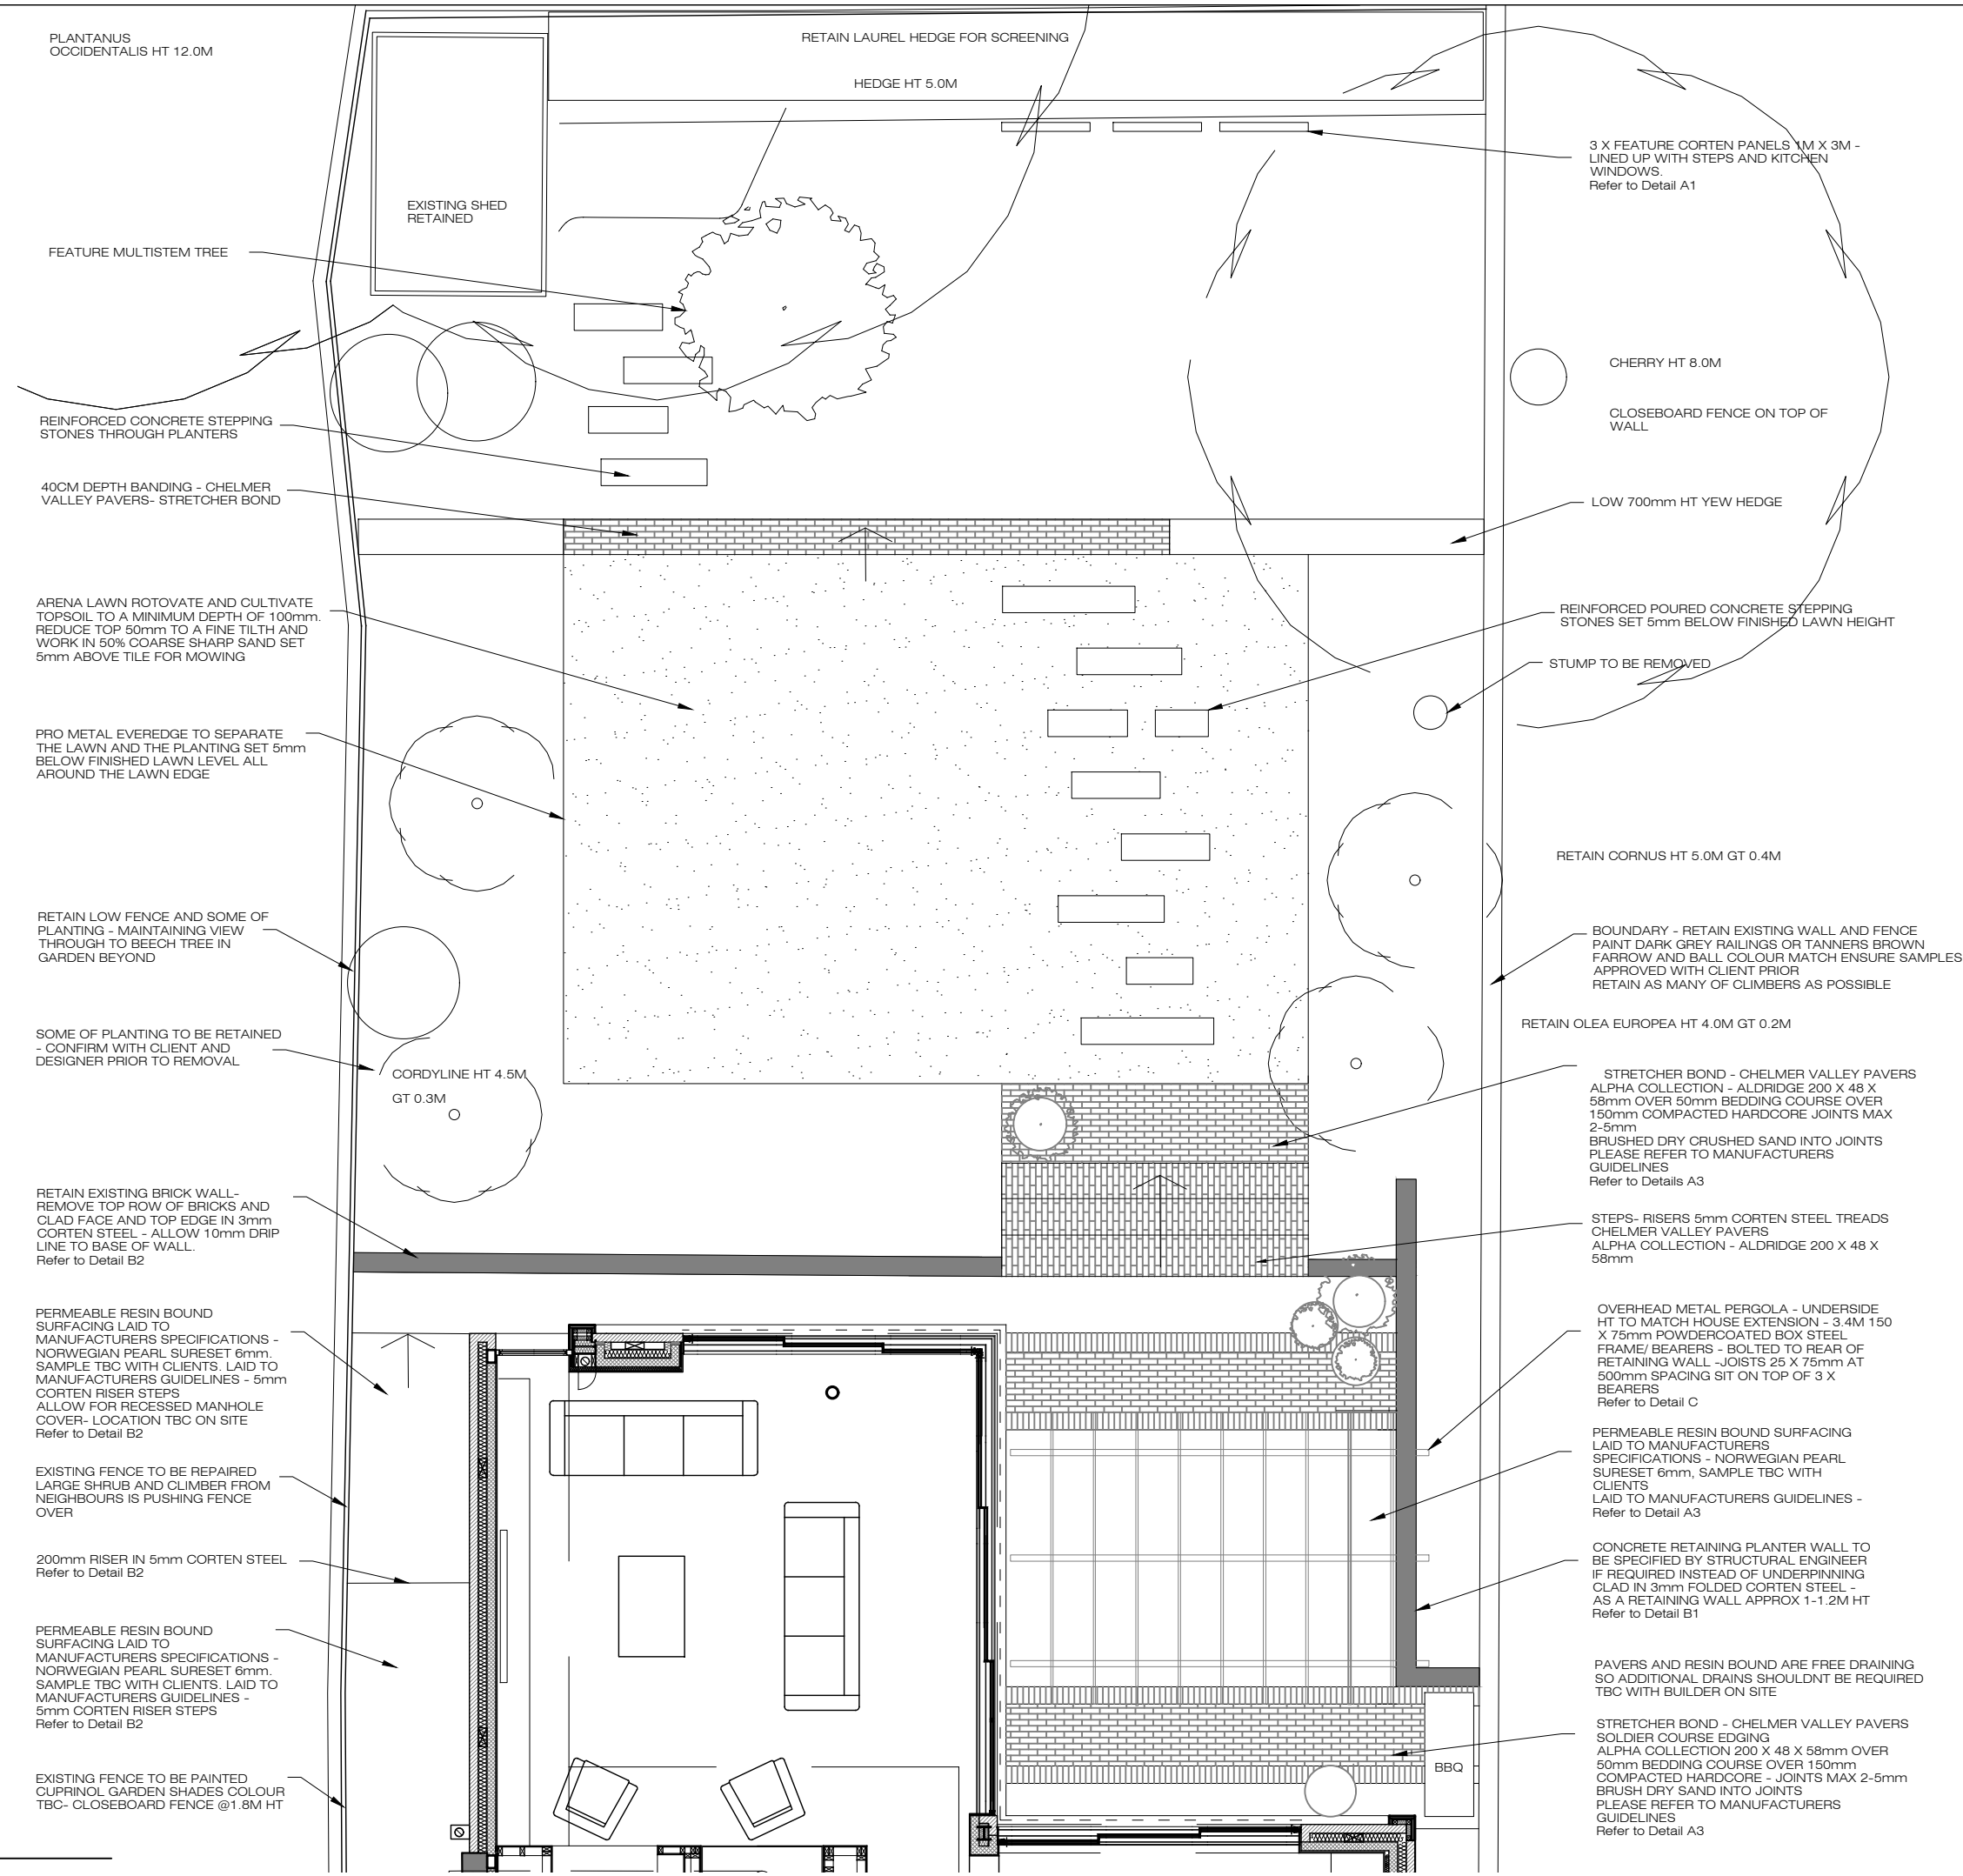 PLANTANUS
OCCIDENTALIS HT 12.0M
RETAIN LAUREL HEDGE FOR SCREENING
HEDGE HT 5.0M
3 X FEATURE CORTEN PANELS 1M X 3M -
LINED UP WITH STEPS AND KITCHEN
WINDOWS.
Refer to Detail A1
EXISTING SHED
RETAINED
FEATURE MULTISTEM TREE
CHERRY HT 8.0M
CLOSEBOARD FENCE ON TOP OF
WALL
REINFORCED CONCRETE STEPPING
STONES THROUGH PLANTERS
40CM DEPTH BANDING - CHELMER
VALLEY PAVERS- STRETCHER BOND
LOW 700mm HT YEW HEDGE
ARENA LAWN ROTOVATE AND CULTIVATE
TOPSOIL TO A MINIMUM DEPTH OF 100mm.
REDUCE TOP 50mm TO A FINE TILTH AND
WORK IN 50% COARSE SHARP SAND SET
5mm ABOVE TILE FOR MOWING
REINFORCED POURED CONCRETE STEPPING
STONES SET 5mm BELOW FINISHED LAWN HEIGHT
STUMP TO BE REMOVED
PRO METAL EVEREDGE TO SEPARATE
THE LAWN AND THE PLANTING SET 5mm
BELOW FINISHED LAWN LEVEL ALL
AROUND THE LAWN EDGE
RETAIN CORNUS HT 5.0M GT 0.4M
RETAIN LOW FENCE AND SOME OF
PLANTING - MAINTAINING VIEW
THROUGH TO BEECH TREE IN
GARDEN BEYOND
BOUNDARY - RETAIN EXISTING WALL AND FENCE
PAINT DARK GREY RAILINGS OR TANNERS BROWN
FARROW AND BALL COLOUR MATCH ENSURE SAMPLES
APPROVED WITH CLIENT PRIOR
RETAIN AS MANY OF CLIMBERS AS POSSIBLE
RETAIN OLEA EUROPEA HT 4.0M GT 0.2M
SOME OF PLANTING TO BE RETAINED
- CONFIRM WITH CLIENT AND
DESIGNER PRIOR TO REMOVAL
CORDYLINE HT 4.5M
GT 0.3M
STRETCHER BOND - CHELMER VALLEY PAVERS
ALPHA COLLECTION - ALDRIDGE 200 X 48 X
58mm OVER 50mm BEDDING COURSE OVER
150mm COMPACTED HARDCORE JOINTS MAX
2-5mm
BRUSHED DRY CRUSHED SAND INTO JOINTS
PLEASE REFER TO MANUFACTURERS
GUIDELINES
Refer to Details A3
RETAIN EXISTING BRICK WALL-
REMOVE TOP ROW OF BRICKS AND
CLAD FACE AND TOP EDGE IN 3mm
CORTEN STEEL - ALLOW 10mm DRIP
LINE TO BASE OF WALL.
Refer to Detail B2
STEPS- RISERS 5mm CORTEN STEEL TREADS
CHELMER VALLEY PAVERS
ALPHA COLLECTION - ALDRIDGE 200 X 48 X
58mm
PERMEABLE RESIN BOUND
SURFACING LAID TO
MANUFACTURERS SPECIFICATIONS -
NORWEGIAN PEARL SURESET 6mm.
SAMPLE TBC WITH CLIENTS. LAID TO
MANUFACTURERS GUIDELINES - 5mm
CORTEN RISER STEPS
ALLOW FOR RECESSED MANHOLE
COVER- LOCATION TBC ON SITE
Refer to Detail B2
OVERHEAD METAL PERGOLA - UNDERSIDE
HT TO MATCH HOUSE EXTENSION - 3.4M 150
X 75mm POWDERCOATED BOX STEEL
FRAME/ BEARERS - BOLTED TO REAR OF
RETAINING WALL -JOISTS 25 X 75mm AT
500mm SPACING SIT ON TOP OF 3 X
BEARERS
Refer to Detail C
PERMEABLE RESIN BOUND SURFACING
LAID TO MANUFACTURERS
SPECIFICATIONS - NORWEGIAN PEARL
SURESET 6mm, SAMPLE TBC WITH
CLIENTS
LAID TO MANUFACTURERS GUIDELINES -
Refer to Detail A3
EXISTING FENCE TO BE REPAIRED
LARGE SHRUB AND CLIMBER FROM
NEIGHBOURS IS PUSHING FENCE
OVER
200mm RISER IN 5mm CORTEN STEEL
Refer to Detail B2
CONCRETE RETAINING PLANTER WALL TO
BE SPECIFIED BY STRUCTURAL ENGINEER
IF REQUIRED INSTEAD OF UNDERPINNING
CLAD IN 3mm FOLDED CORTEN STEEL -
AS A RETAINING WALL APPROX 1-1.2M HT
Refer to Detail B1
PERMEABLE RESIN BOUND
SURFACING LAID TO
MANUFACTURERS SPECIFICATIONS -
NORWEGIAN PEARL SURESET 6mm.
SAMPLE TBC WITH CLIENTS. LAID TO
MANUFACTURERS GUIDELINES -
5mm CORTEN RISER STEPS
Refer to Detail B2
PAVERS AND RESIN BOUND ARE FREE DRAINING
SO ADDITIONAL DRAINS SHOULDNT BE REQUIRED
TBC WITH BUILDER ON SITE
STRETCHER BOND - CHELMER VALLEY PAVERS
SOLDIER COURSE EDGING
ALPHA COLLECTION 200 X 48 X 58mm OVER
50mm BEDDING COURSE OVER 150mm
COMPACTED HARDCORE - JOINTS MAX 2-5mm
BRUSH DRY SAND INTO JOINTS
PLEASE REFER TO MANUFACTURERS
GUIDELINES
Refer to Detail A3
BBQ
EXISTING FENCE TO BE PAINTED
CUPRINOL GARDEN SHADES COLOUR
TBC- CLOSEBOARD FENCE @1.8M HT